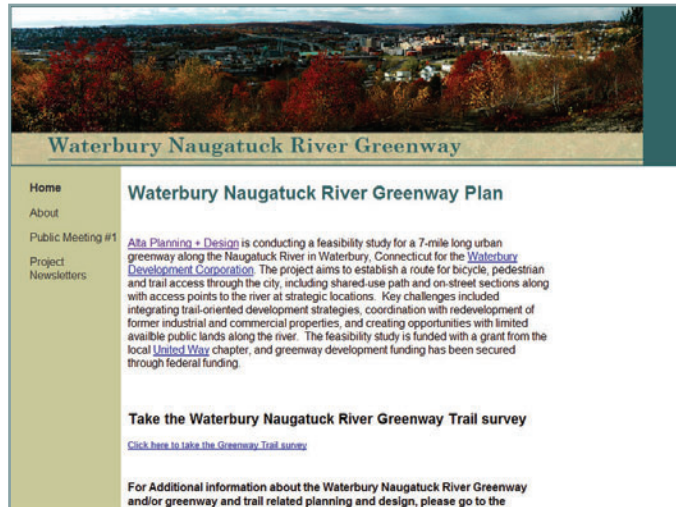 Waterbury Naugatuck River Greenway
Home
About
Public Meeting #1
Project
Newsletters
Waterbury Naugatuck River Greenway Plan
Alta Planning + Design is conducting a feasibility study for a 7-mile long urban
greenway along the Naugatuck River in Waterbury, Connecticut for the Waterbury
Development Corporation. The project aims to establish a route for bicycle, pedestrian
and trail access through the city, including shared-use path and on-street sections along
with access points to the river at strategic locations. Key challenges included
integrating trail-oriented development strategies, coordination with redevelopment of
former industrial and commercial properties, and creating opportunities with limited
availble public lands along the river. The feasibility study is funded with a grant from the
local United Way chapter, and greenway development funding has been secured
through federal funding.
Take the Waterbury Naugatuck River Greenway Trail survey
Click here to take the Greenway Trail survey
For Additional information about the Waterbury Naugatuck River Greenway
and/or greenway and trail related planning and design, please go to the